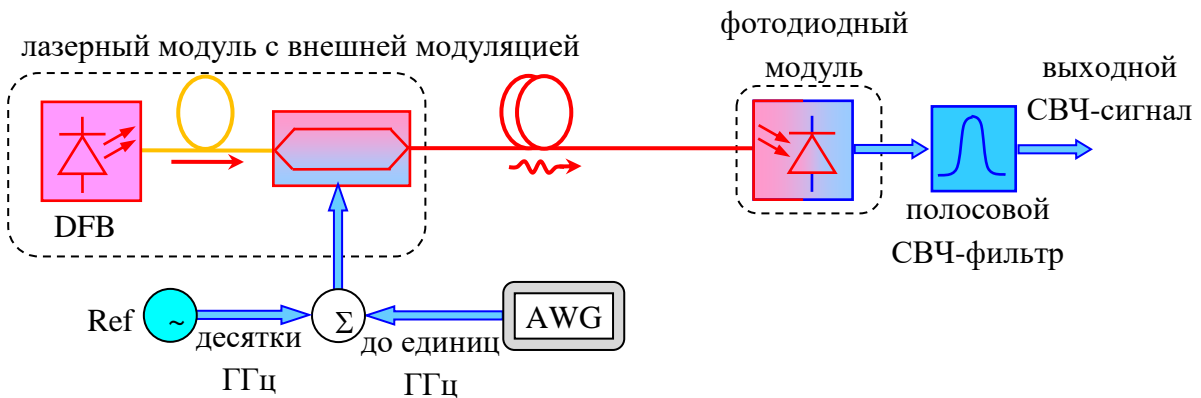 лазерный модуль с внешней модуляцией
фотодиодный
модуль
выходной
СВЧ-сигнал
DFB
полосовой
СВЧ-фильтр
Ref
~
Σ
AWG
десятки
ГГц
до единиц
ГГц